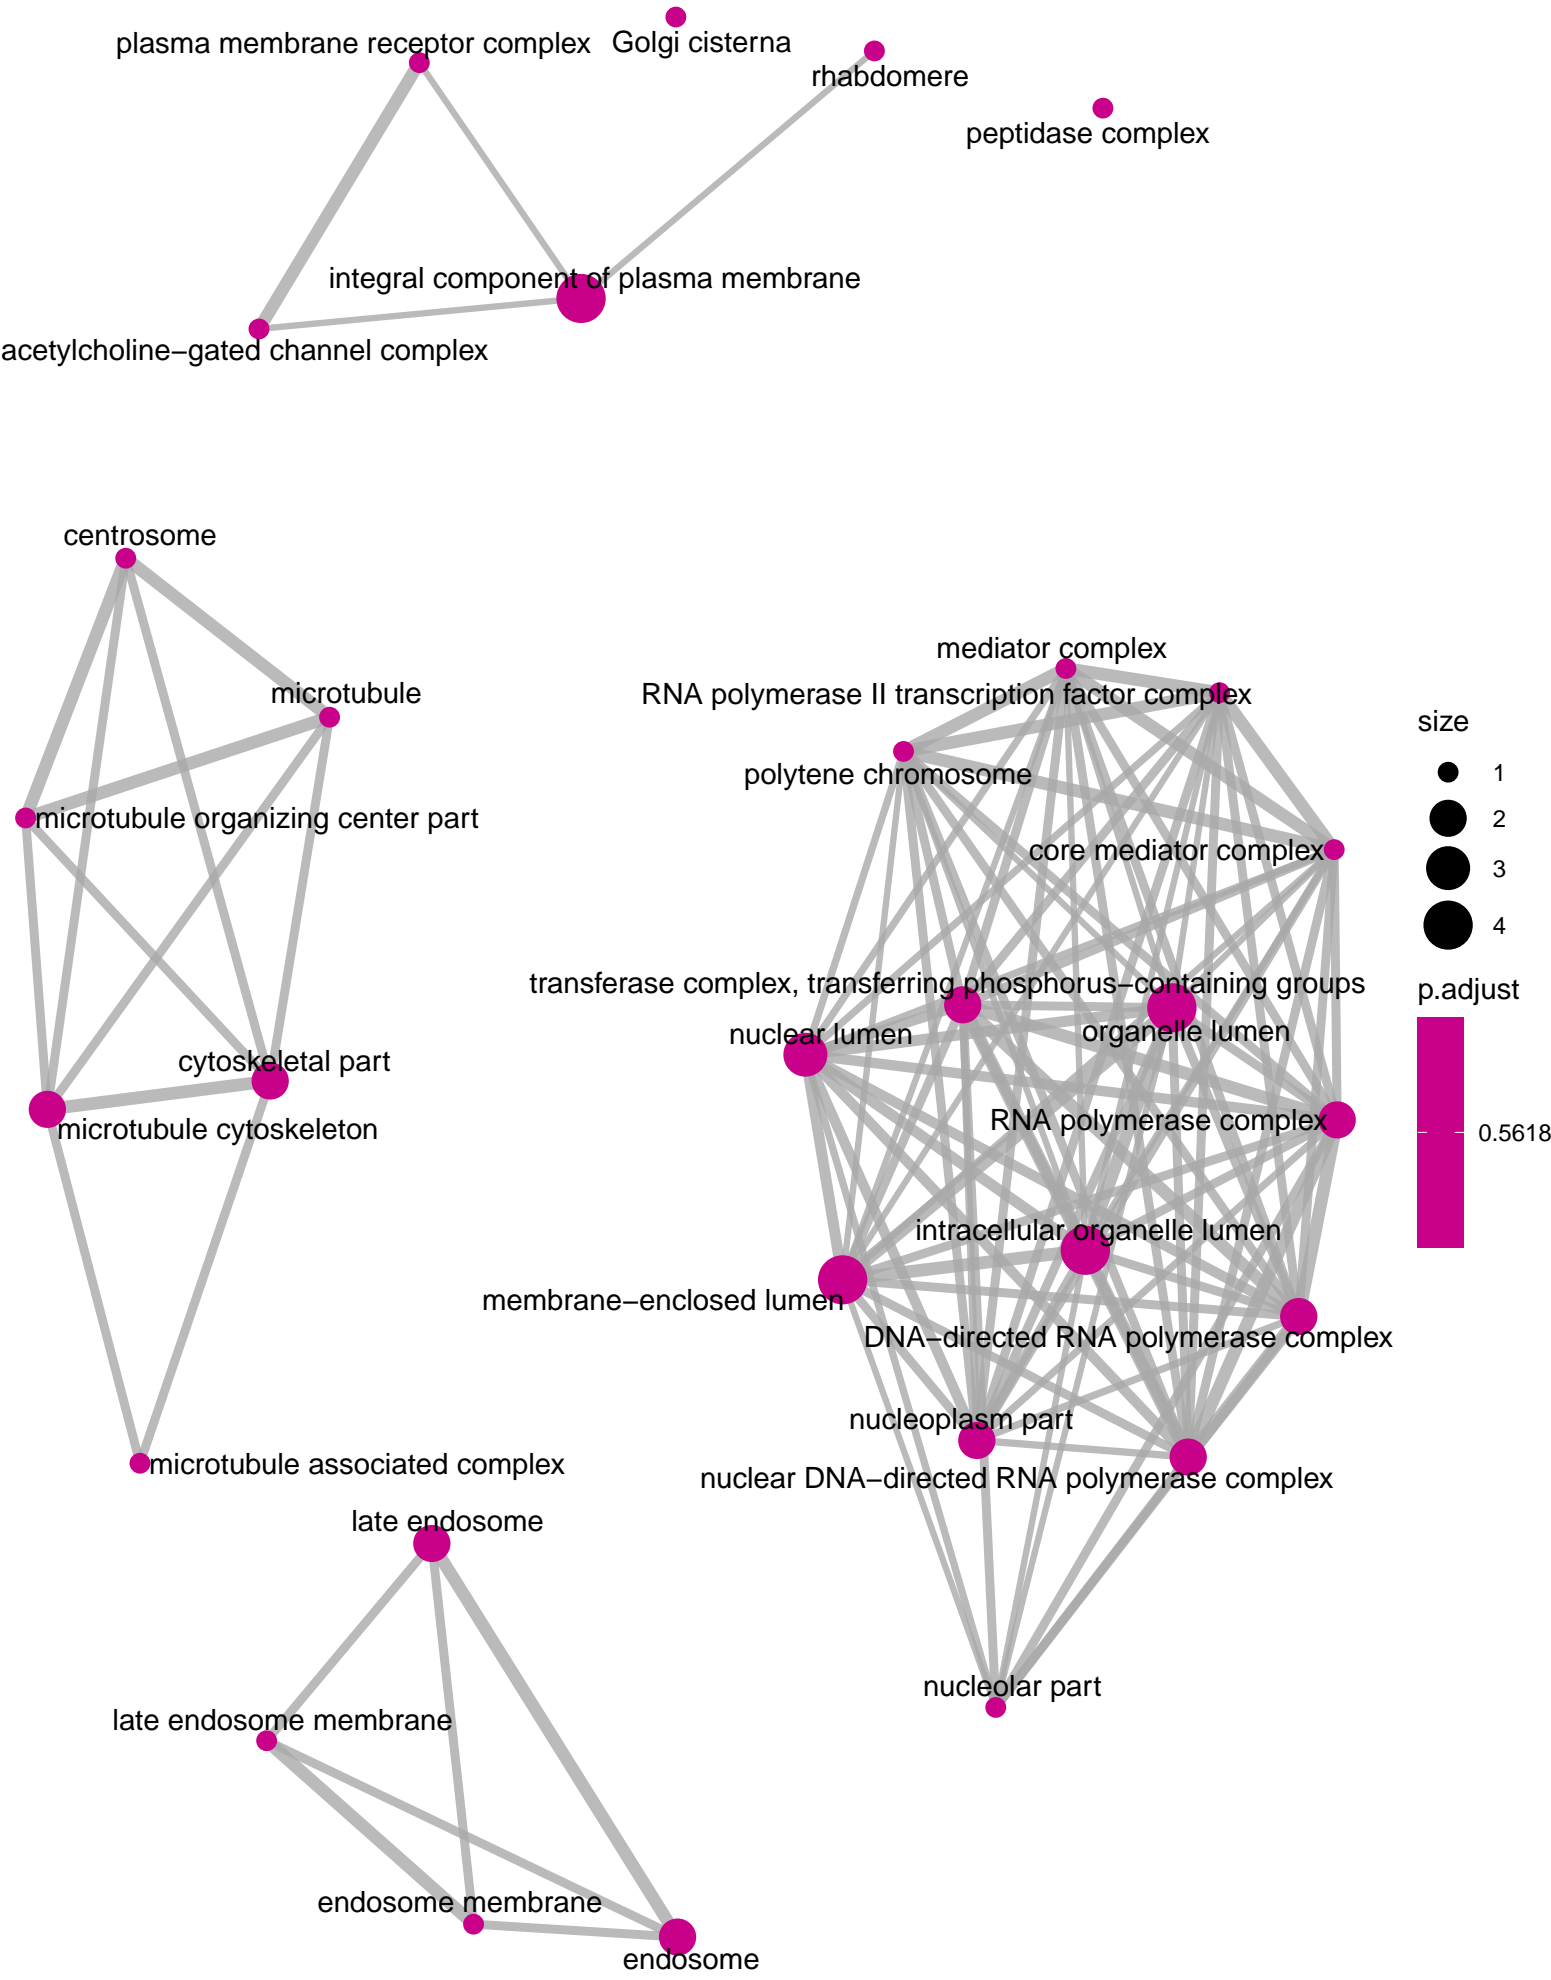 Golgi cisterna
plasma membrane receptor complex
rhabdomere
peptidase complex
integral component of plasma membrane
acetylcholine−gated channel complex
centrosome
microtubule
microtubule organizing center part
cytoskeletal part
microtubule cytoskeleton
microtubule associated complex
mediator complex
RNA polymerase II transcription factor complex
polytene chromosome
core mediator complex
transferase complex, transferring phosphorus−containing groups
nuclear lumen
organelle lumen
RNA polymerase complex
intracellular organelle lumen
membrane−enclosed lumen
DNA−directed RNA polymerase complex
nucleoplasm part
nuclear DNA−directed RNA polymerase complex
nucleolar part
late endosome
late endosome membrane
endosome membrane
endosome
size
1
2
3
4
p.adjust
0.5618